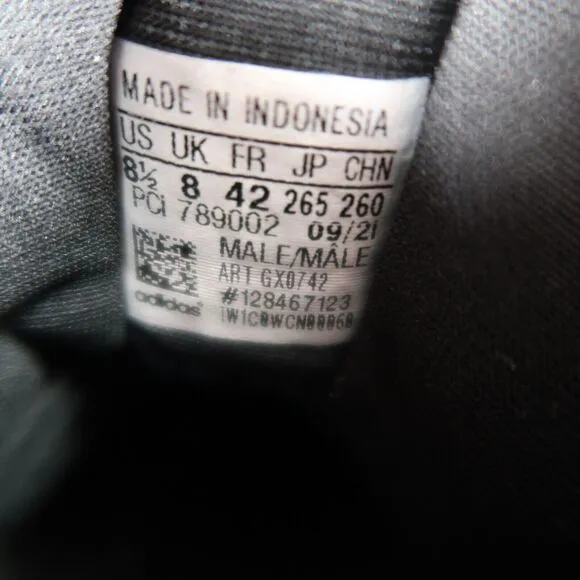 MADE IN INDONESIA
US UK FR JP CHN
8½ 8 42 265 260
PCI 789002 09/21
MALE/MÂLE
ART GX0742
#128467123
adidas